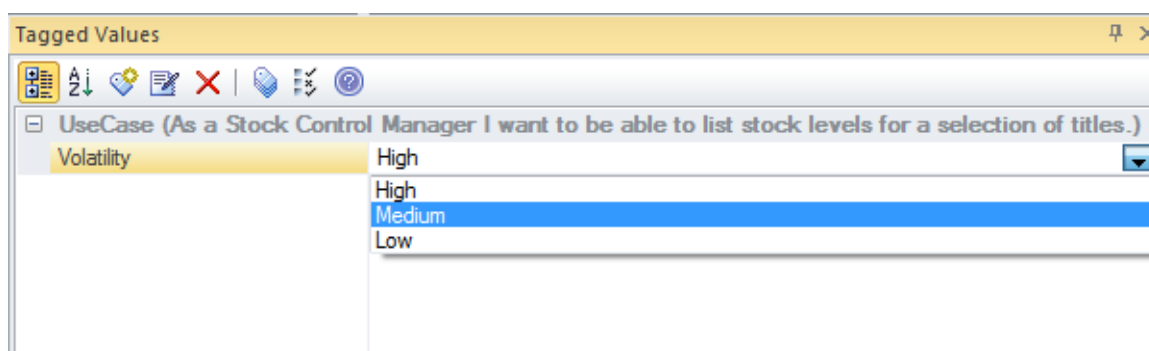 Tagged Values
UseCase (As a Stock Control Manager I want to be able to list stock levels for a selection of titles.)
Volatility High
High
Medium
Low